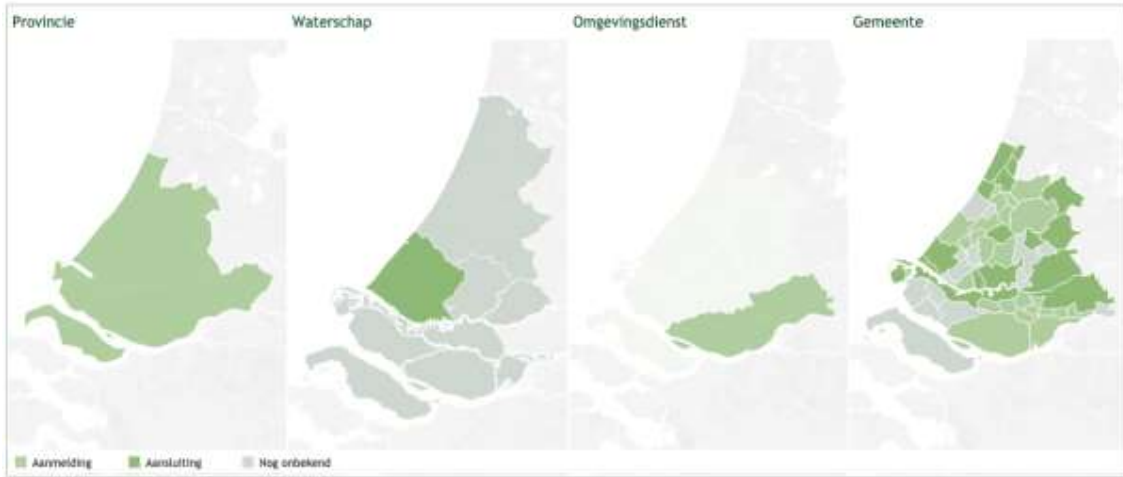 Provincie
Waterschap
Omgevingsdienst
Gemeente
Aanmelding
Aansluiting
Nog onbekend